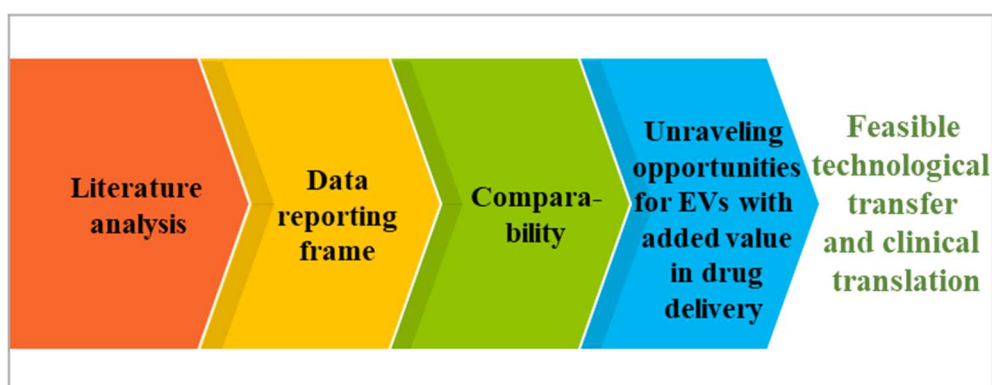 Literature
analysis
Data
reporting
frame
Compara-
bility
Unraveling
opportunities
for EVs with
added value
in drug
delivery
Feasible
technological
transfer
and clinical
translation